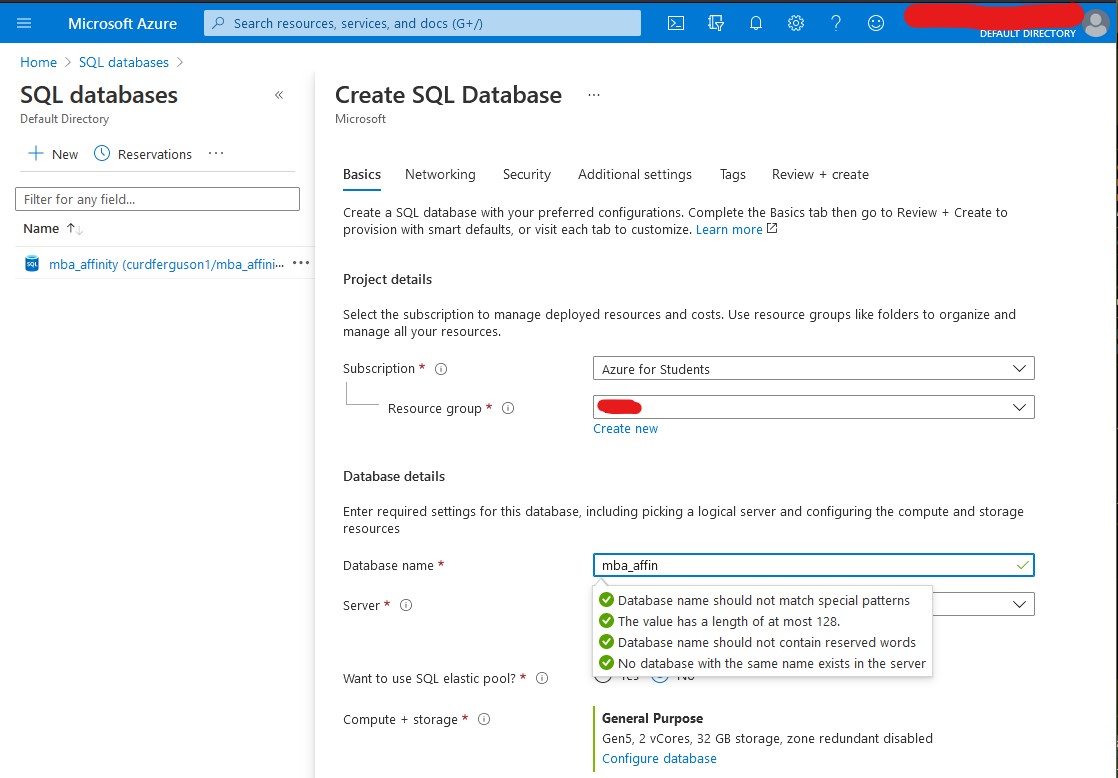 Microsoft Azure
Search resources, services, and docs (G+/)
DEFAULT DIRECTORY
Home > SQL databases >
SQL databases
«
Default Directory
+ New Reservations ...
Filter for any field...
Name ↑↓
SQL mba_affinity (curdferguson1/mba_affini... ...
Create SQL Database ...
Microsoft
Basics Networking Security Additional settings Tags Review + create
Create a SQL database with your preferred configurations. Complete the Basics tab then go to Review + Create to
provision with smart defaults, or visit each tab to customize. Learn more
Project details
Select the subscription to manage deployed resources and costs. Use resource groups like folders to organize and
manage all your resources.
Subscription *
Azure for Students
Resource group *
Create new
Database details
Enter required settings for this database, including picking a logical server and configuring the compute and storage
resources
Database name *
mba_affin
Database name should not match special patterns
The value has a length of at most 128.
Database name should not contain reserved words
No database with the same name exists in the server
Server *
Want to use SQL elastic pool? *
Yes No
Compute + storage *
General Purpose
Gen5, 2 vCores, 32 GB storage, zone redundant disabled
Configure database